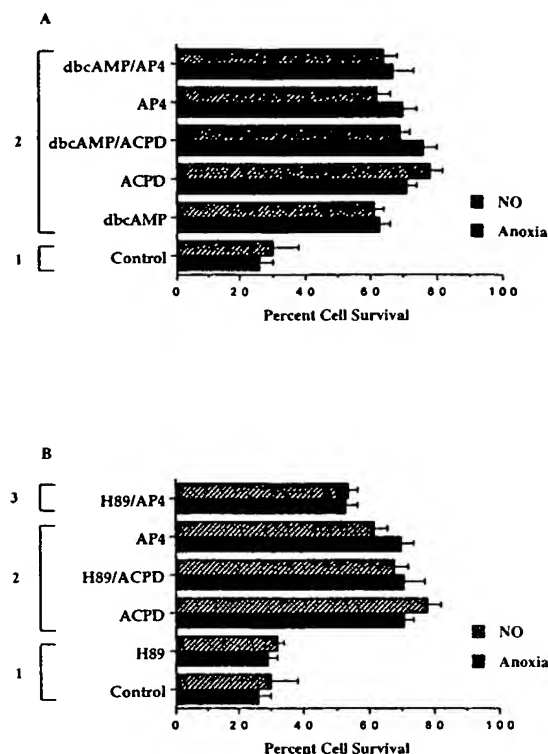 A
dbcAMP/AP4
AP4
2
dbcAMP/ACPD
ACPD
dbcAMP
1
Control
NO
Anoxia
0 20 40 60 80 100
Percent Cell Survival
B
3
H89/AP4
AP4
2
H89/ACPD
ACPD
H89
1
Control
NO
Anoxia
0 20 40 60 80 100
Percent Cell Survival